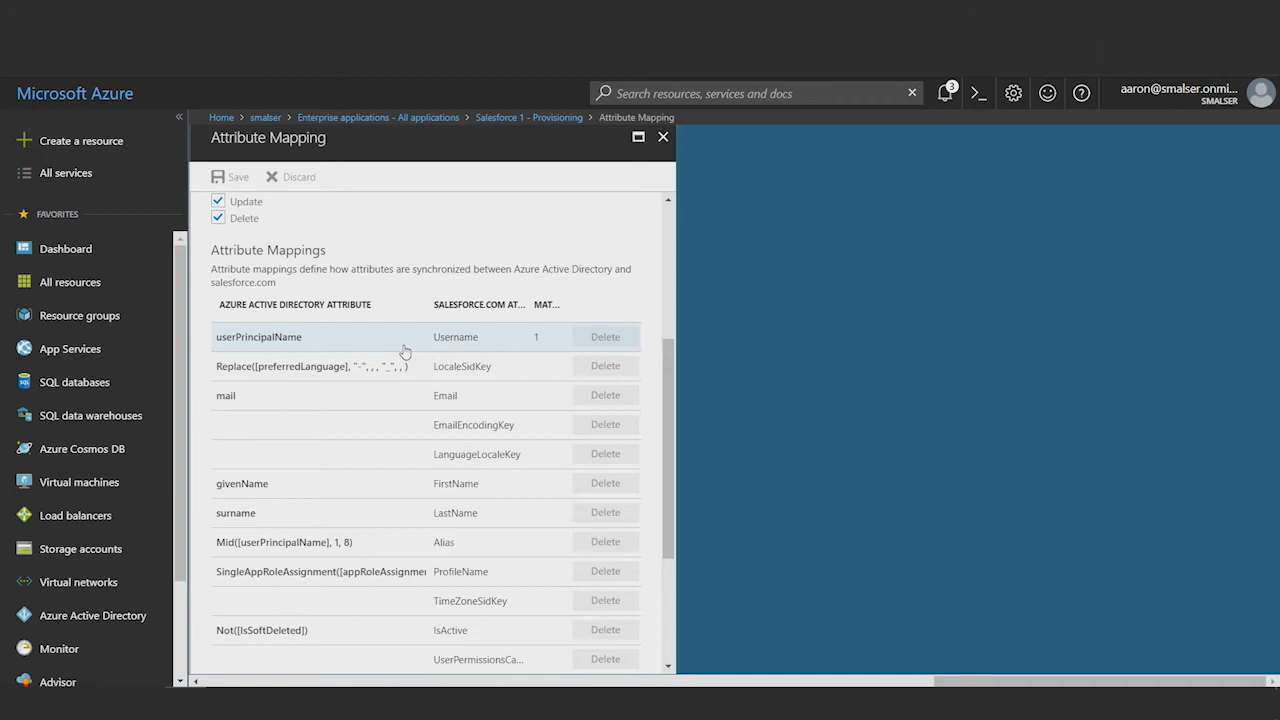 Microsoft Azure
Search resources, services and docs
3
aaron@smalser.onmi...
SMALSER
Home > smalser > Enterprise applications - All applications > Salesforce 1 - Provisioning > Attribute Mapping
Attribute Mapping
Save Discard
Create a resource
All services
FAVORITES
Dashboard
All resources
Resource groups
App Services
SQL databases
SQL data warehouses
Azure Cosmos DB
Virtual machines
Load balancers
Storage accounts
Virtual networks
Azure Active Directory
Monitor
Advisor
Update
Delete
Attribute Mappings
Attribute mappings define how attributes are synchronized between Azure Active Directory and
salesforce.com
AZURE ACTIVE DIRECTORY ATTRIBUTE SALESFORCE.COM AT... MAT...
userPrincipalName Username 1 Delete
Replace([preferredLanguage], "-", , , "_", , ) LocaleSidKey Delete
mail Email Delete
EmailEncodingKey Delete
LanguageLocaleKey Delete
givenName FirstName Delete
surname LastName Delete
Mid([userPrincipalName], 1, 8) Alias Delete
SingleAppRoleAssignment([appRoleAssignmen ProfileName Delete
TimeZoneSidKey Delete
Not([IsSoftDeleted]) IsActive Delete
UserPermissionsCa... Delete